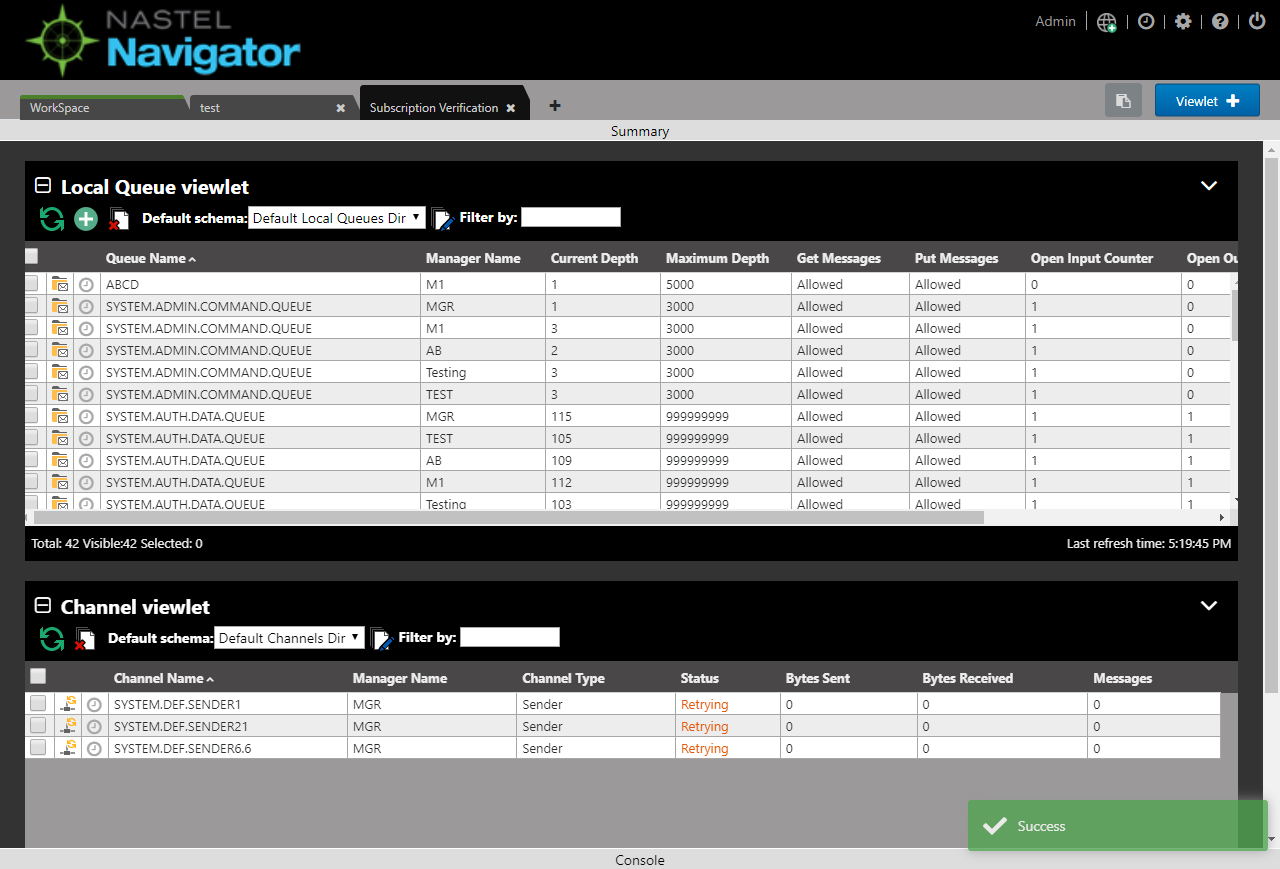 NASTEL
Navigator
Admin
WorkSpace test Subscription Verification Viewlet
Summary
Local Queue viewlet
Default schema: Default Local Queues Dir Filter by:
Queue Name Manager Name Current Depth Maximum Depth Get Messages Put Messages Open Input Counter Open Ou
ABCD M1 1 5000 Allowed Allowed 0 0
SYSTEM.ADMIN.COMMAND.QUEUE MGR 1 3000 Allowed Allowed 1 0
SYSTEM.ADMIN.COMMAND.QUEUE M1 3 3000 Allowed Allowed 1 0
SYSTEM.ADMIN.COMMAND.QUEUE AB 2 3000 Allowed Allowed 1 0
SYSTEM.ADMIN.COMMAND.QUEUE Testing 3 3000 Allowed Allowed 1 0
SYSTEM.ADMIN.COMMAND.QUEUE TEST 3 3000 Allowed Allowed 1 0
SYSTEM.AUTH.DATA.QUEUE MGR 115 999999999 Allowed Allowed 1 1
SYSTEM.AUTH.DATA.QUEUE TEST 105 999999999 Allowed Allowed 1 1
SYSTEM.AUTH.DATA.QUEUE AB 109 999999999 Allowed Allowed 1 1
SYSTEM.AUTH.DATA.QUEUE M1 112 999999999 Allowed Allowed 1 1
SYSTEM.AUTH.DATA.QUEUE Testing 103 999999999 Allowed Allowed 1 1
Total: 42 Visible:42 Selected: 0 Last refresh time: 5:19:45 PM
Channel viewlet
Default schema: Default Channels Dir Filter by:
Channel Name Manager Name Channel Type Status Bytes Sent Bytes Received Messages
SYSTEM.DEF.SENDER1 MGR Sender Retrying 0 0 0
SYSTEM.DEF.SENDER21 MGR Sender Retrying 0 0 0
SYSTEM.DEF.SENDER6.6 MGR Sender Retrying 0 0 0
Success
Console